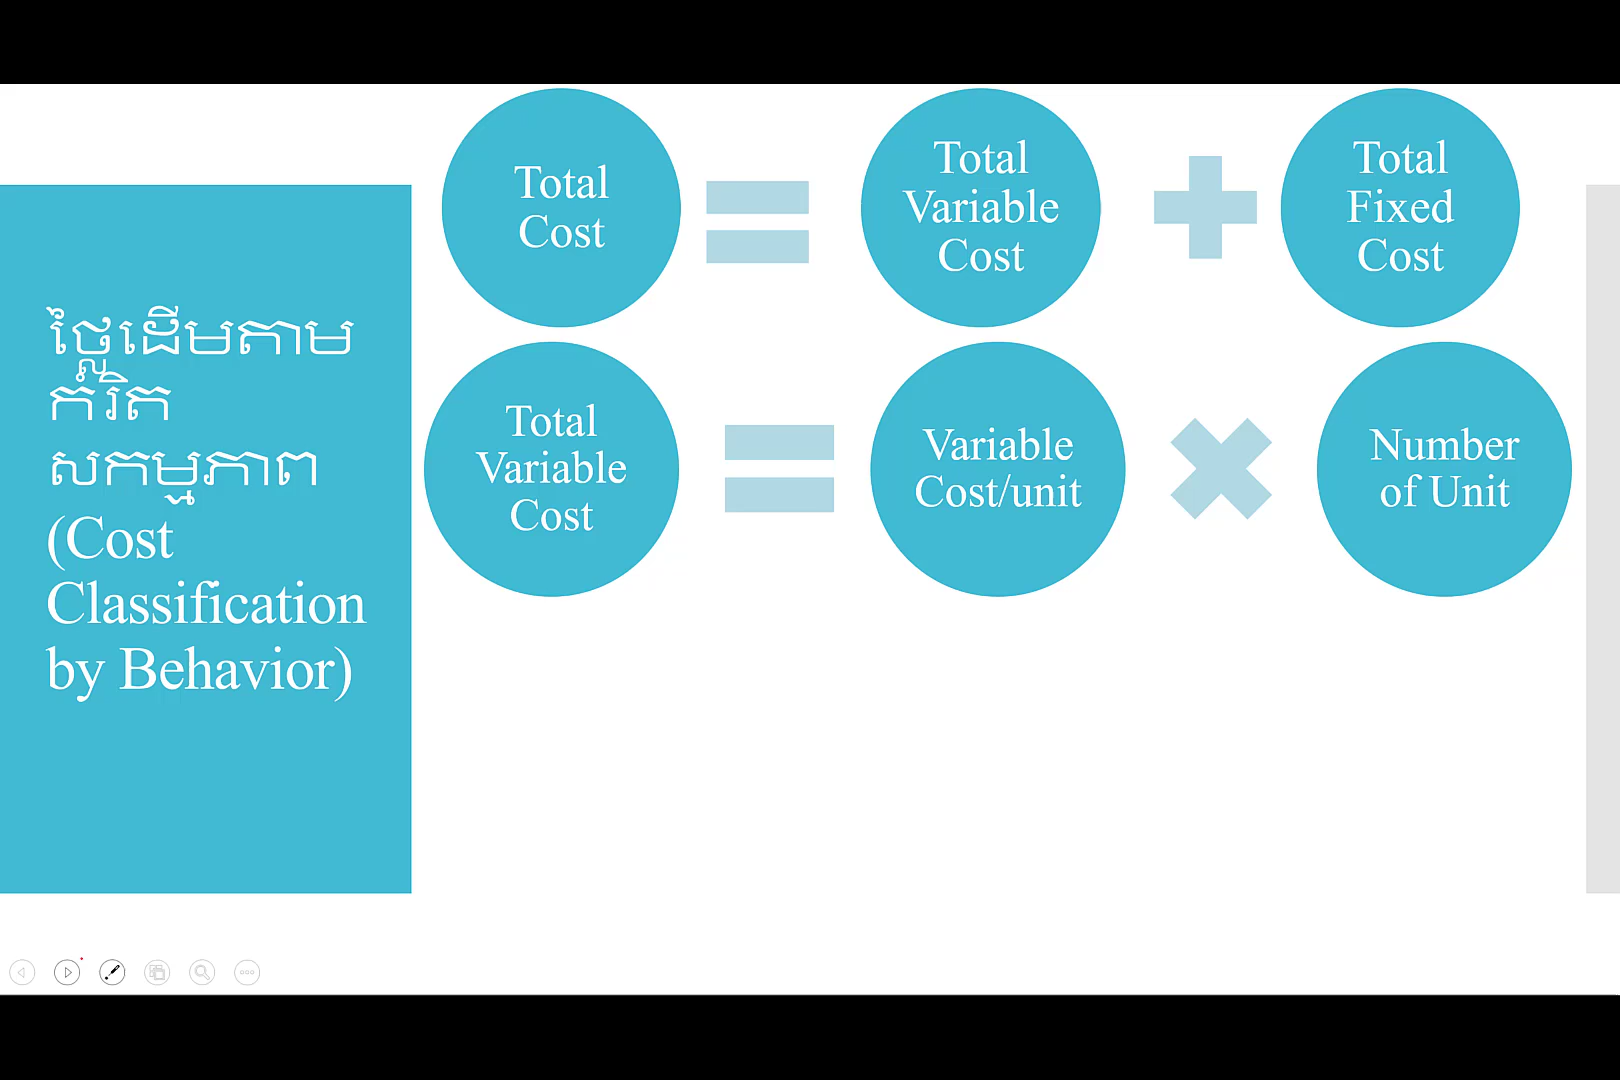 ថ្លៃដើមតាម
កំរិត
សកម្មភាព
(Cost
Classification
by Behavior)
Total
Cost
Total
Variable
Cost
Total
Fixed
Cost
Total
Variable
Cost
Variable
Cost/unit
Number
of Unit